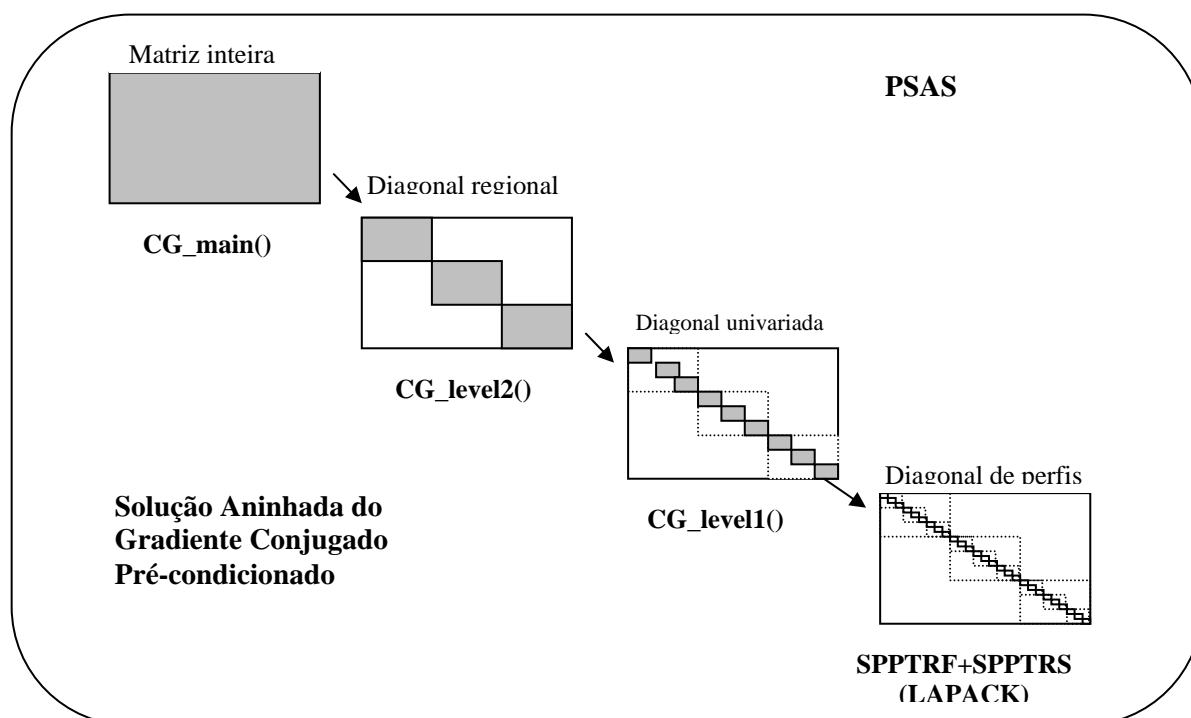 Matriz inteira
PSAS
Diagonal regional
CG_main()
Diagonal univariada
CG_level2()
Diagonal de perfis
CG_level1()
Solução Aninhada do
Gradiente Conjugado
Pré-condicionado
SPPTRF+SPPTRS
(LAPACK)